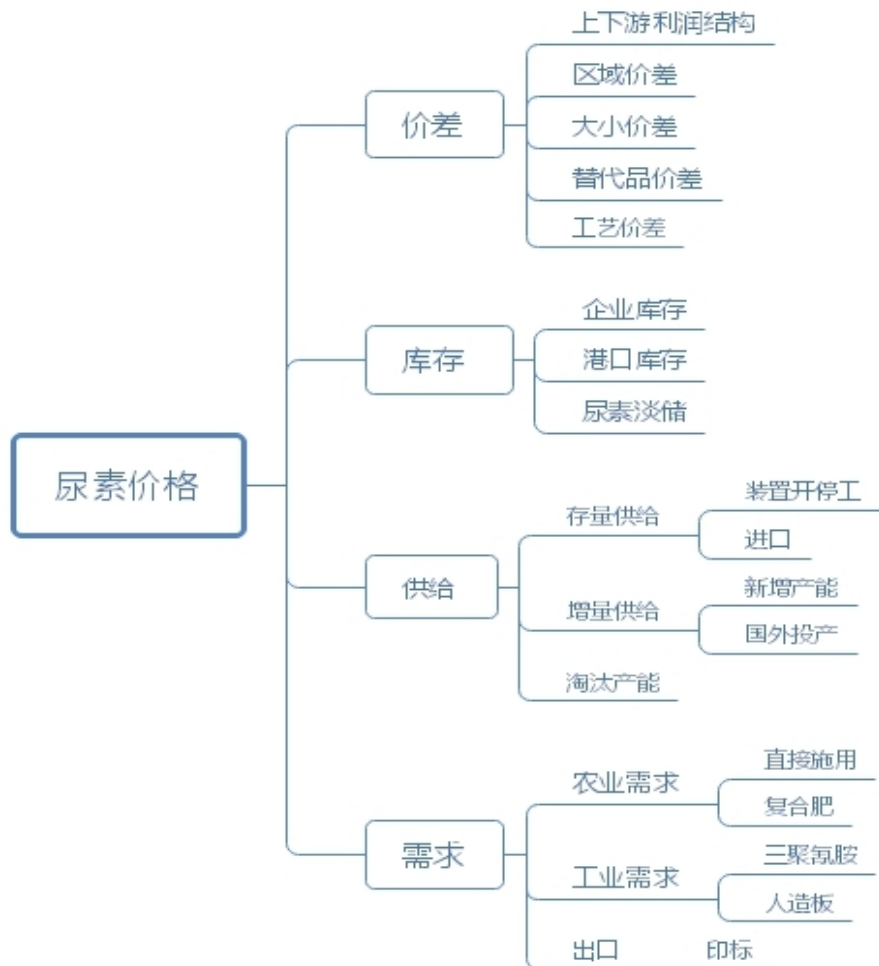 尿素价格
价差
上下游利润结构
区域价差
大小价差
替代品价差
工艺价差
库存
企业库存
港口库存
尿素淡储
供给
存量供给
装置开停工
进口
增量供给
新增产能
国外投产
淘汰产能
需求
农业需求
直接施用
复合肥
工业需求
三聚氰胺
人造板
出口
印标